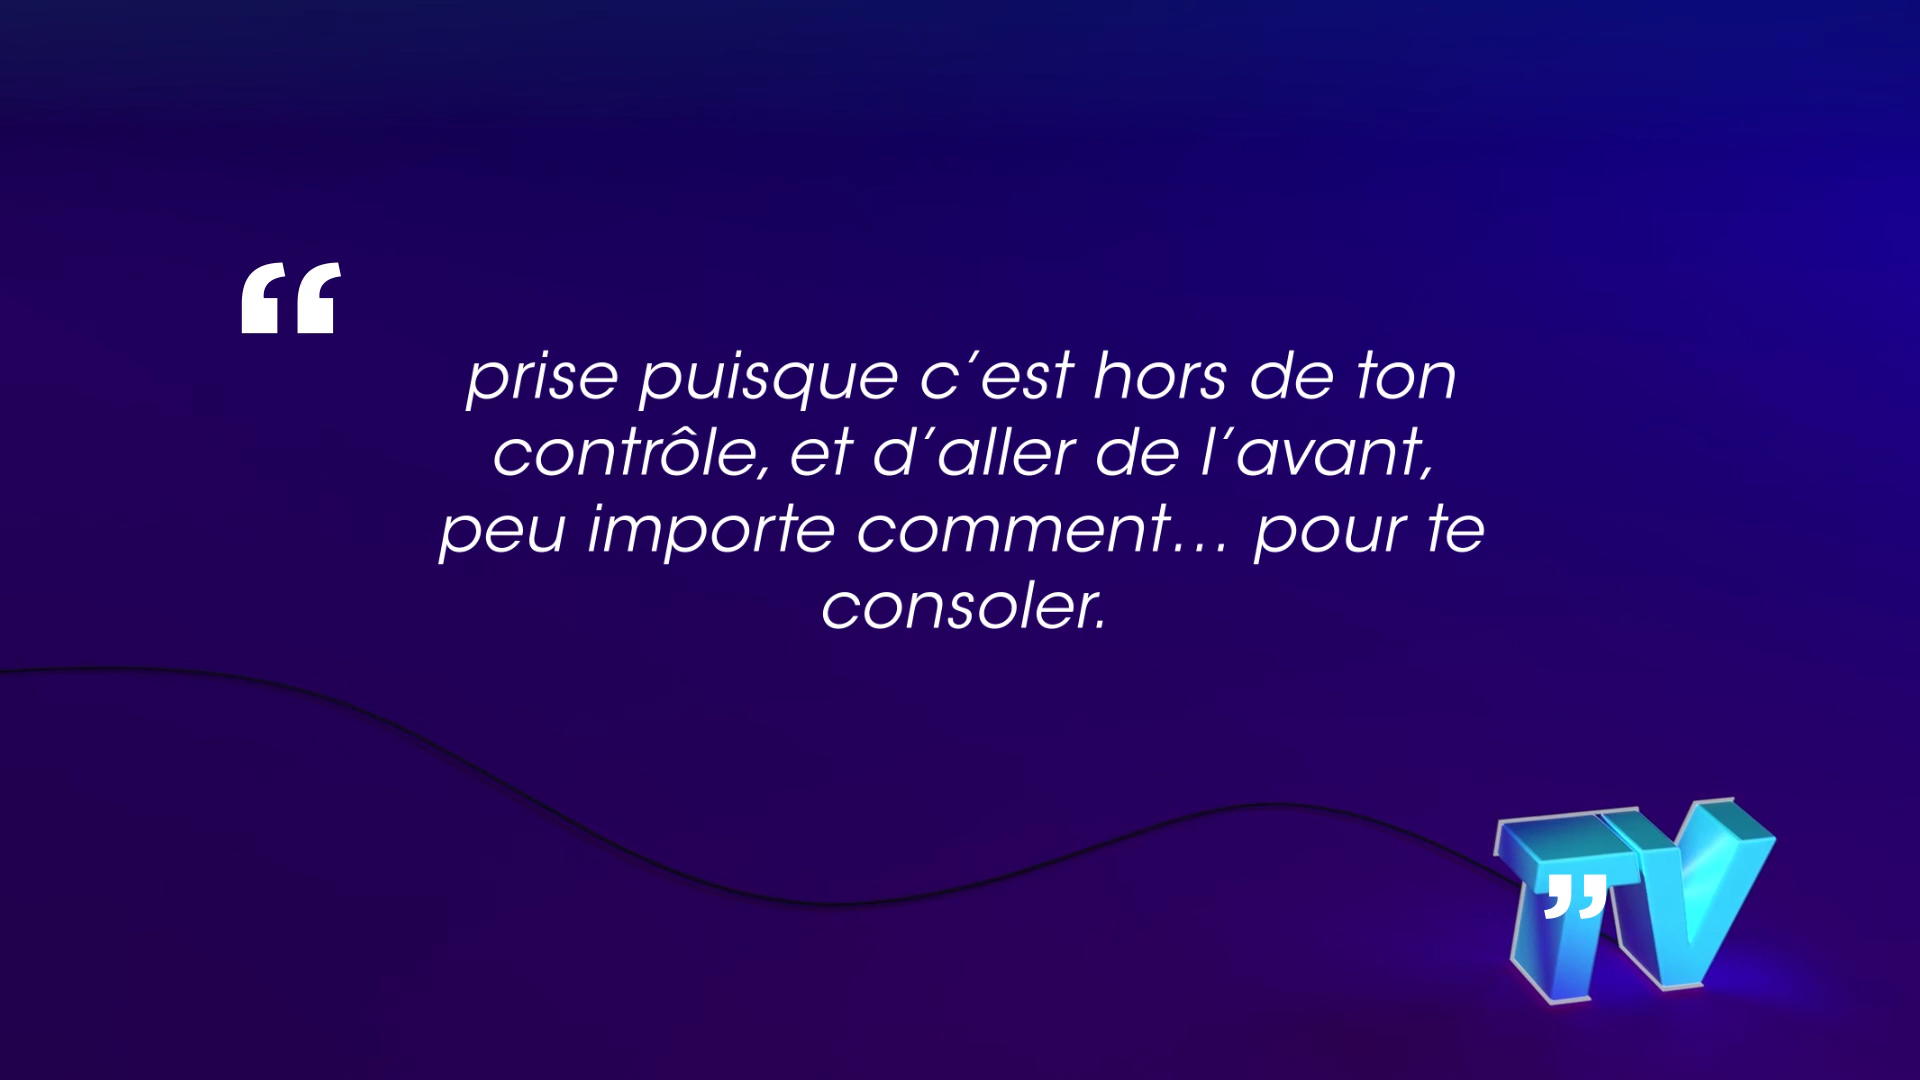 “
prise puisque c’est hors de ton
contrôle, et d’aller de l’avant,
peu importe comment… pour te
consoler.
”
TV